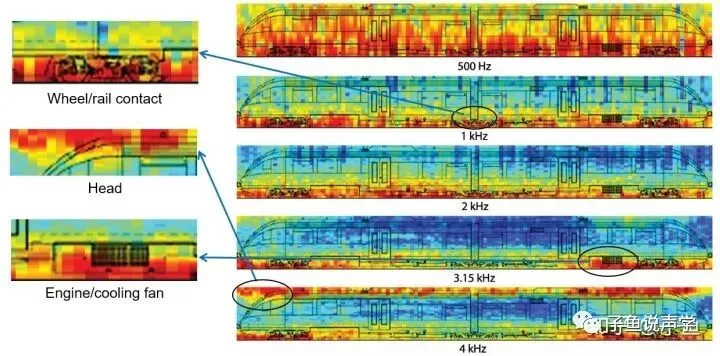 Wheel/rail contact
Head
Engine/cooling fan
500 Hz
1 kHz
2 kHz
3.15 kHz
4 kHz
子鱼说声学